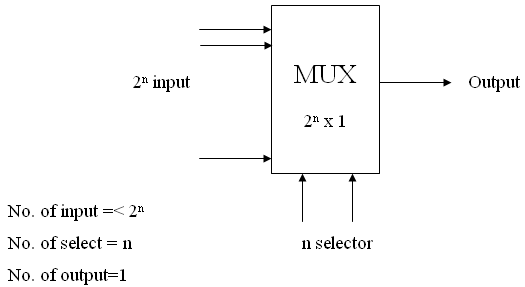 MUX
2ⁿ input
Output
2ⁿ x 1
No. of input =< 2ⁿ
No. of select = n
n selector
No. of output=1